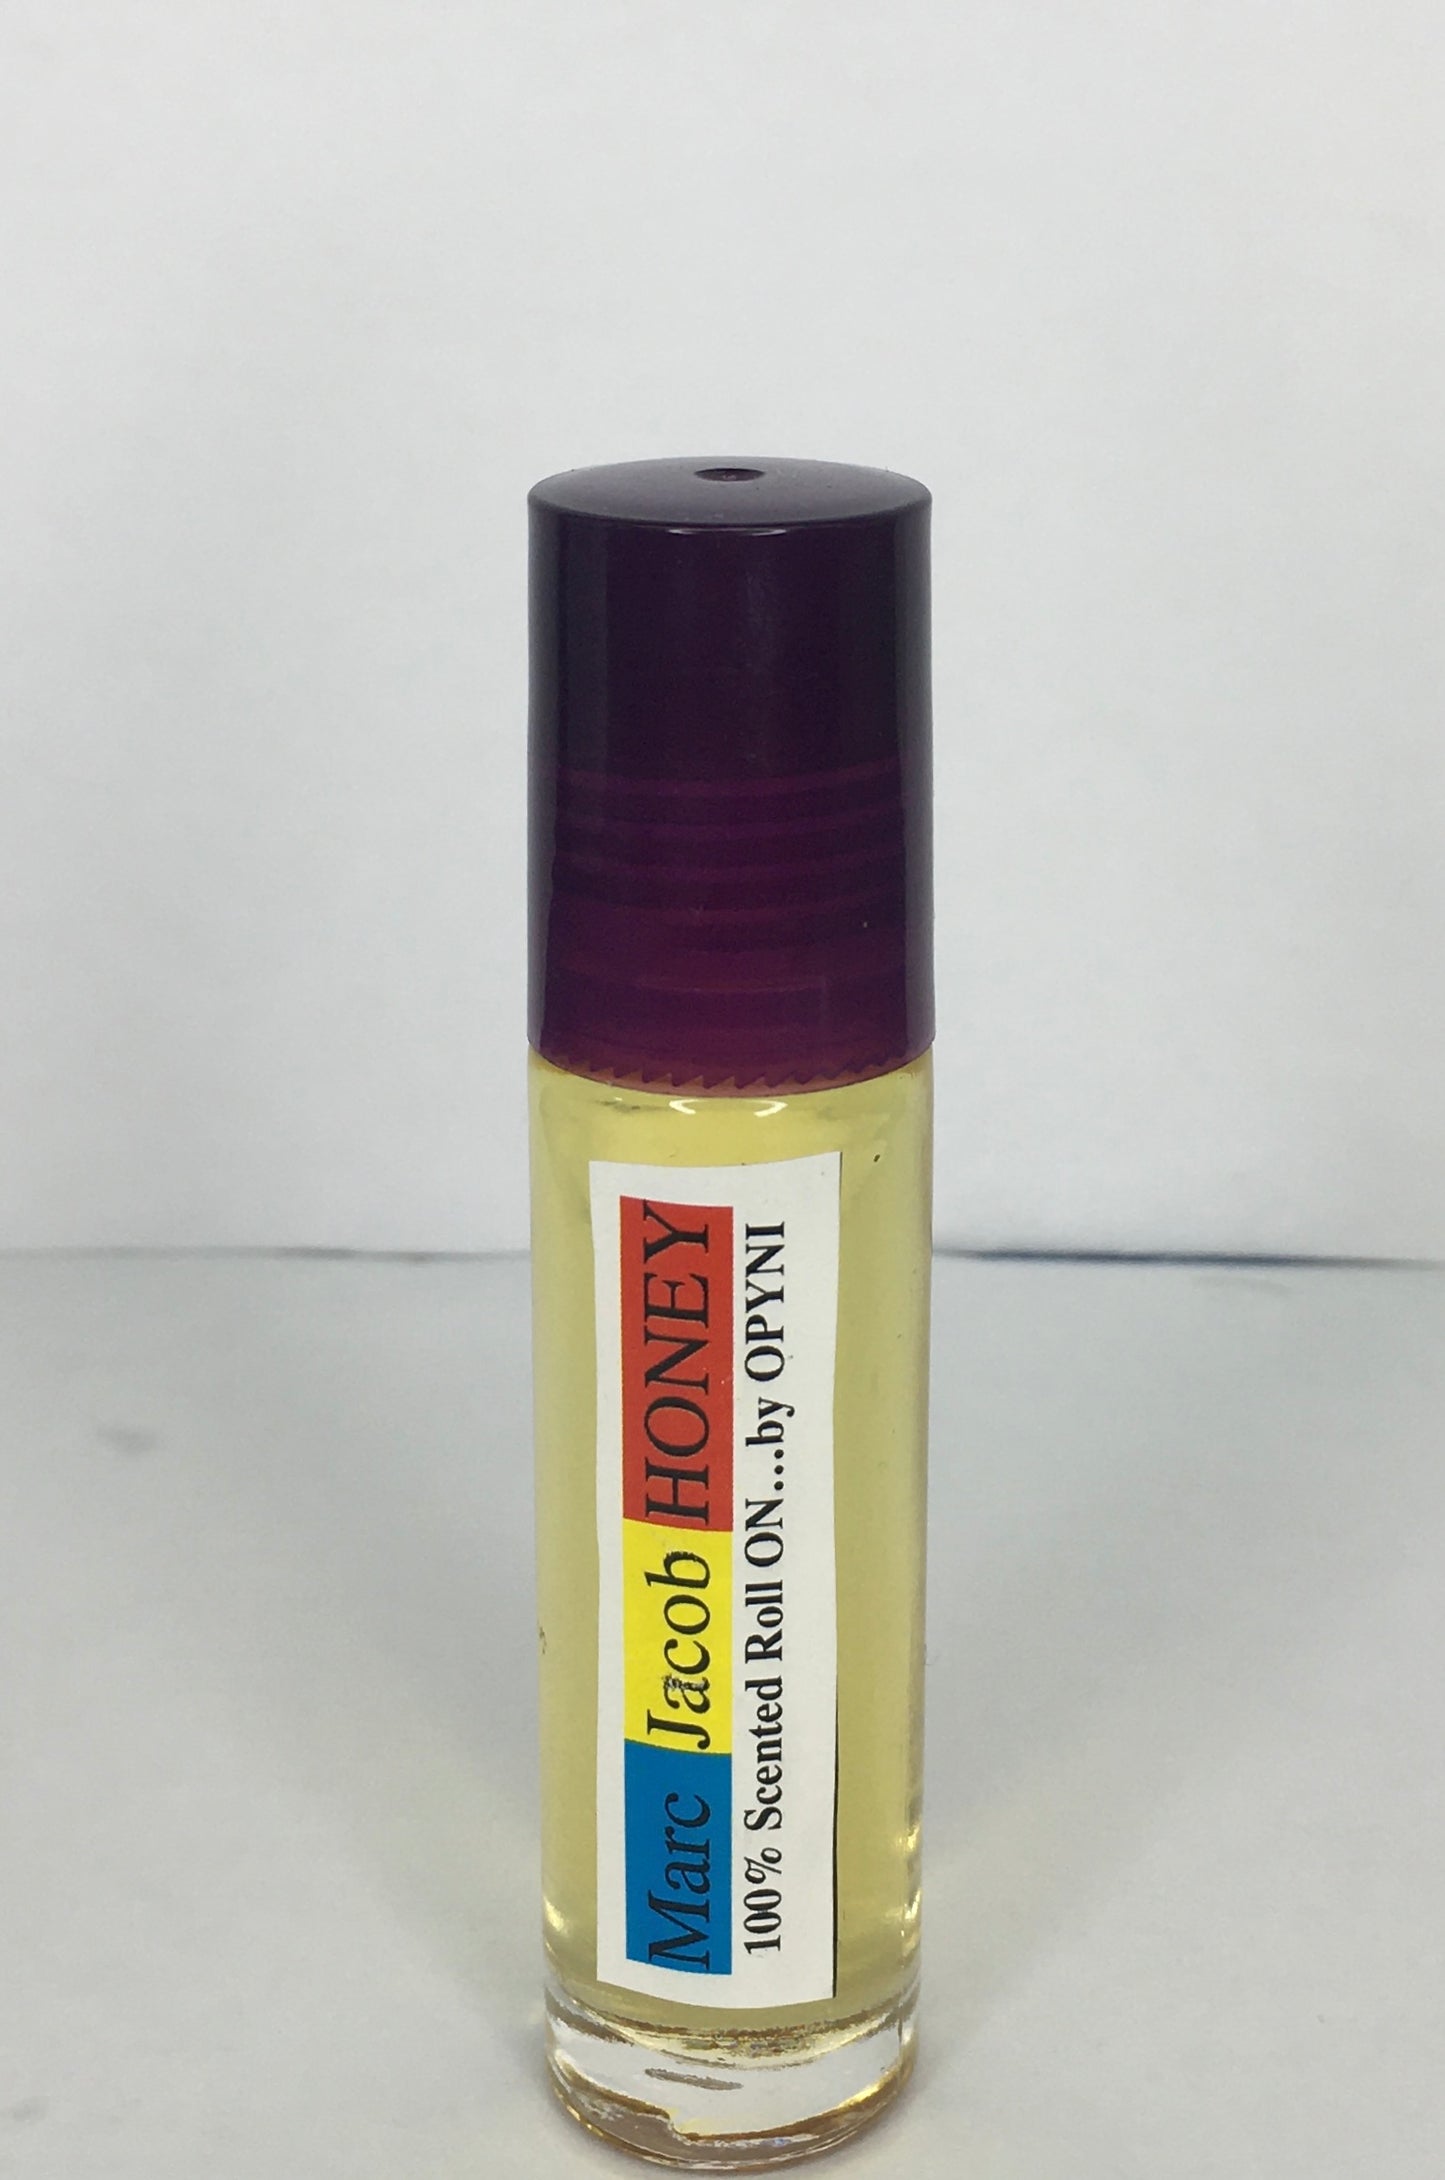 Marc Jacob HONEY
100% Scented Roll ON...by OPYNI